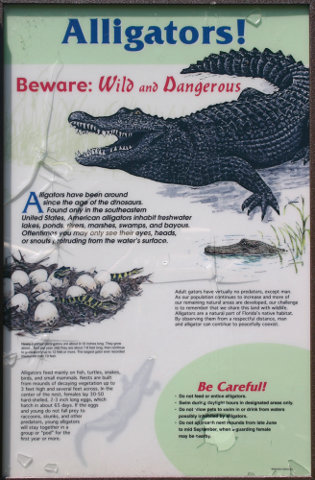 Alligators!
Beware: Wild and Dangerous
Alligators have been around
since the age of the dinosaurs.
Found only in the southeastern
United States, American alligators inhabit freshwater
lakes, ponds, rivers, marshes, swamps, and bayous.
Oftentimes you may only see their eyes, heads,
or snouts protruding from the water's surface.
Adult gators have virtually no predators, except man.
As our population continues to increase and more of
our remaining natural areas are developed, our challenge
is to remember that we share this land with wildlife.
Alligators are a natural part of Florida's native habitat.
By observing them from a respectful distance, man
and alligator can continue to peacefully coexist.
Alligators feed mainly on fish, turtles, snakes,
birds, and small mammals. Nests are built
from mounds of decaying vegetation up to
3 feet high and several feet across. In the
center of the nest, females lay 30-50
hard-shelled, 2-3 inch long eggs, which
hatch in about 65 days. If the eggs
and young do not fall prey to
raccoons, skunks, and other
predators, young alligators
will stay together in a
group or "pod" for the
first year or more.
Be Careful!
• Do not feed or entice alligators.
• Swim during daylight hours in designated areas only.
• Do not allow pets to swim in or drink from waters
possibly inhabited by alligators.
• Do not approach nest mounds from late June
to mid September, when a guarding female
may be nearby.